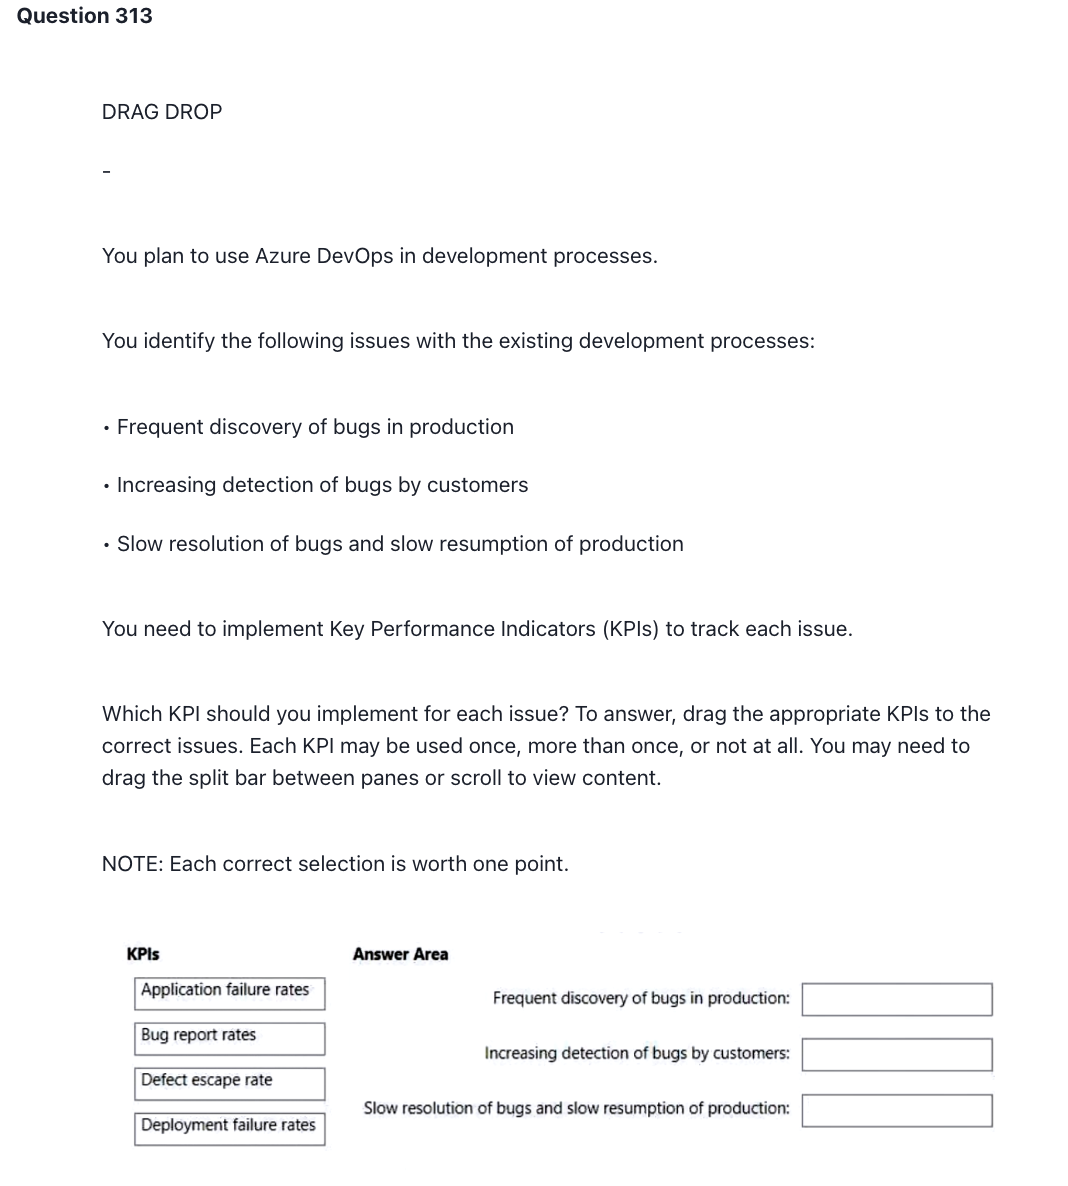 Question 313
DRAG DROP
-
You plan to use Azure DevOps in development processes.
You identify the following issues with the existing development processes:
• Frequent discovery of bugs in production
• Increasing detection of bugs by customers
• Slow resolution of bugs and slow resumption of production
You need to implement Key Performance Indicators (KPIs) to track each issue.
Which KPI should you implement for each issue? To answer, drag the appropriate KPIs to the
correct issues. Each KPI may be used once, more than once, or not at all. You may need to
drag the split bar between panes or scroll to view content.
NOTE: Each correct selection is worth one point.
KPIs
Application failure rates
Bug report rates
Defect escape rate
Deployment failure rates
Answer Area
Frequent discovery of bugs in production:
Increasing detection of bugs by customers:
Slow resolution of bugs and slow resumption of production: